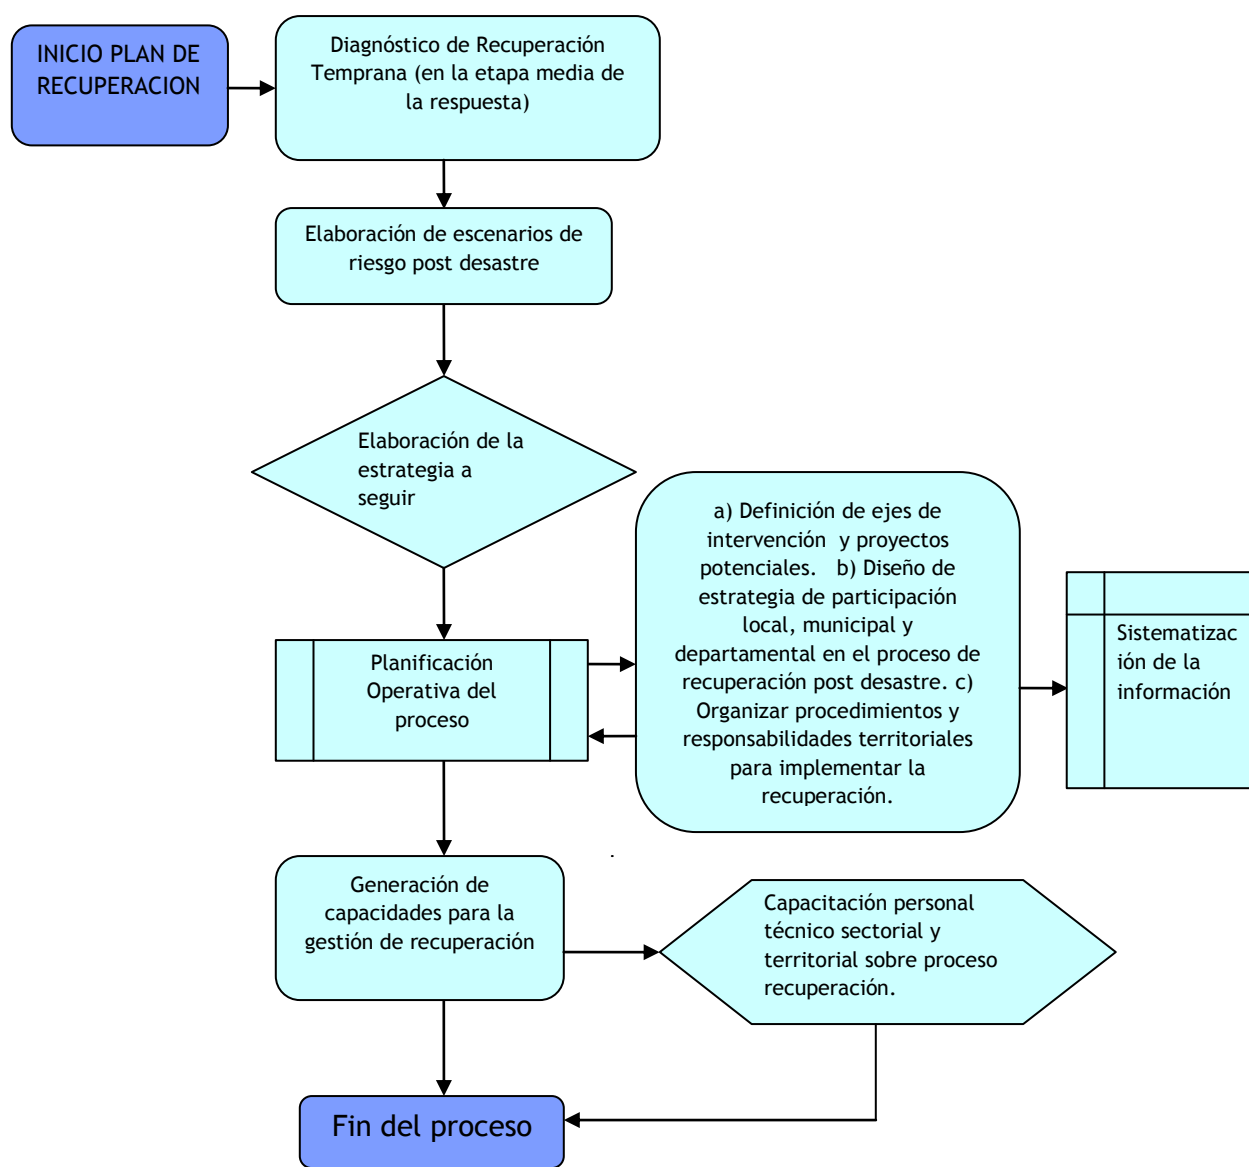 INICIO PLAN DE
RECUPERACION
Diagnóstico de Recuperación
Temprana (en la etapa media de
la respuesta)
Elaboración de escenarios de
riesgo post desastre
Elaboración de la
estrategia a
seguir
a) Definición de ejes de
intervención y proyectos
potenciales. b) Diseño de
estrategia de participación
local, municipal y
departamental en el proceso de
recuperación post desastre. c)
Organizar procedimientos y
responsabilidades territoriales
para implementar la
recuperación.
Sistematizac
ión de la
información
Planificación
Operativa del
proceso
Generación de
capacidades para la
gestión de recuperación
Capacitación personal
técnico sectorial y
territorial sobre proceso
recuperación.
Fin del proceso